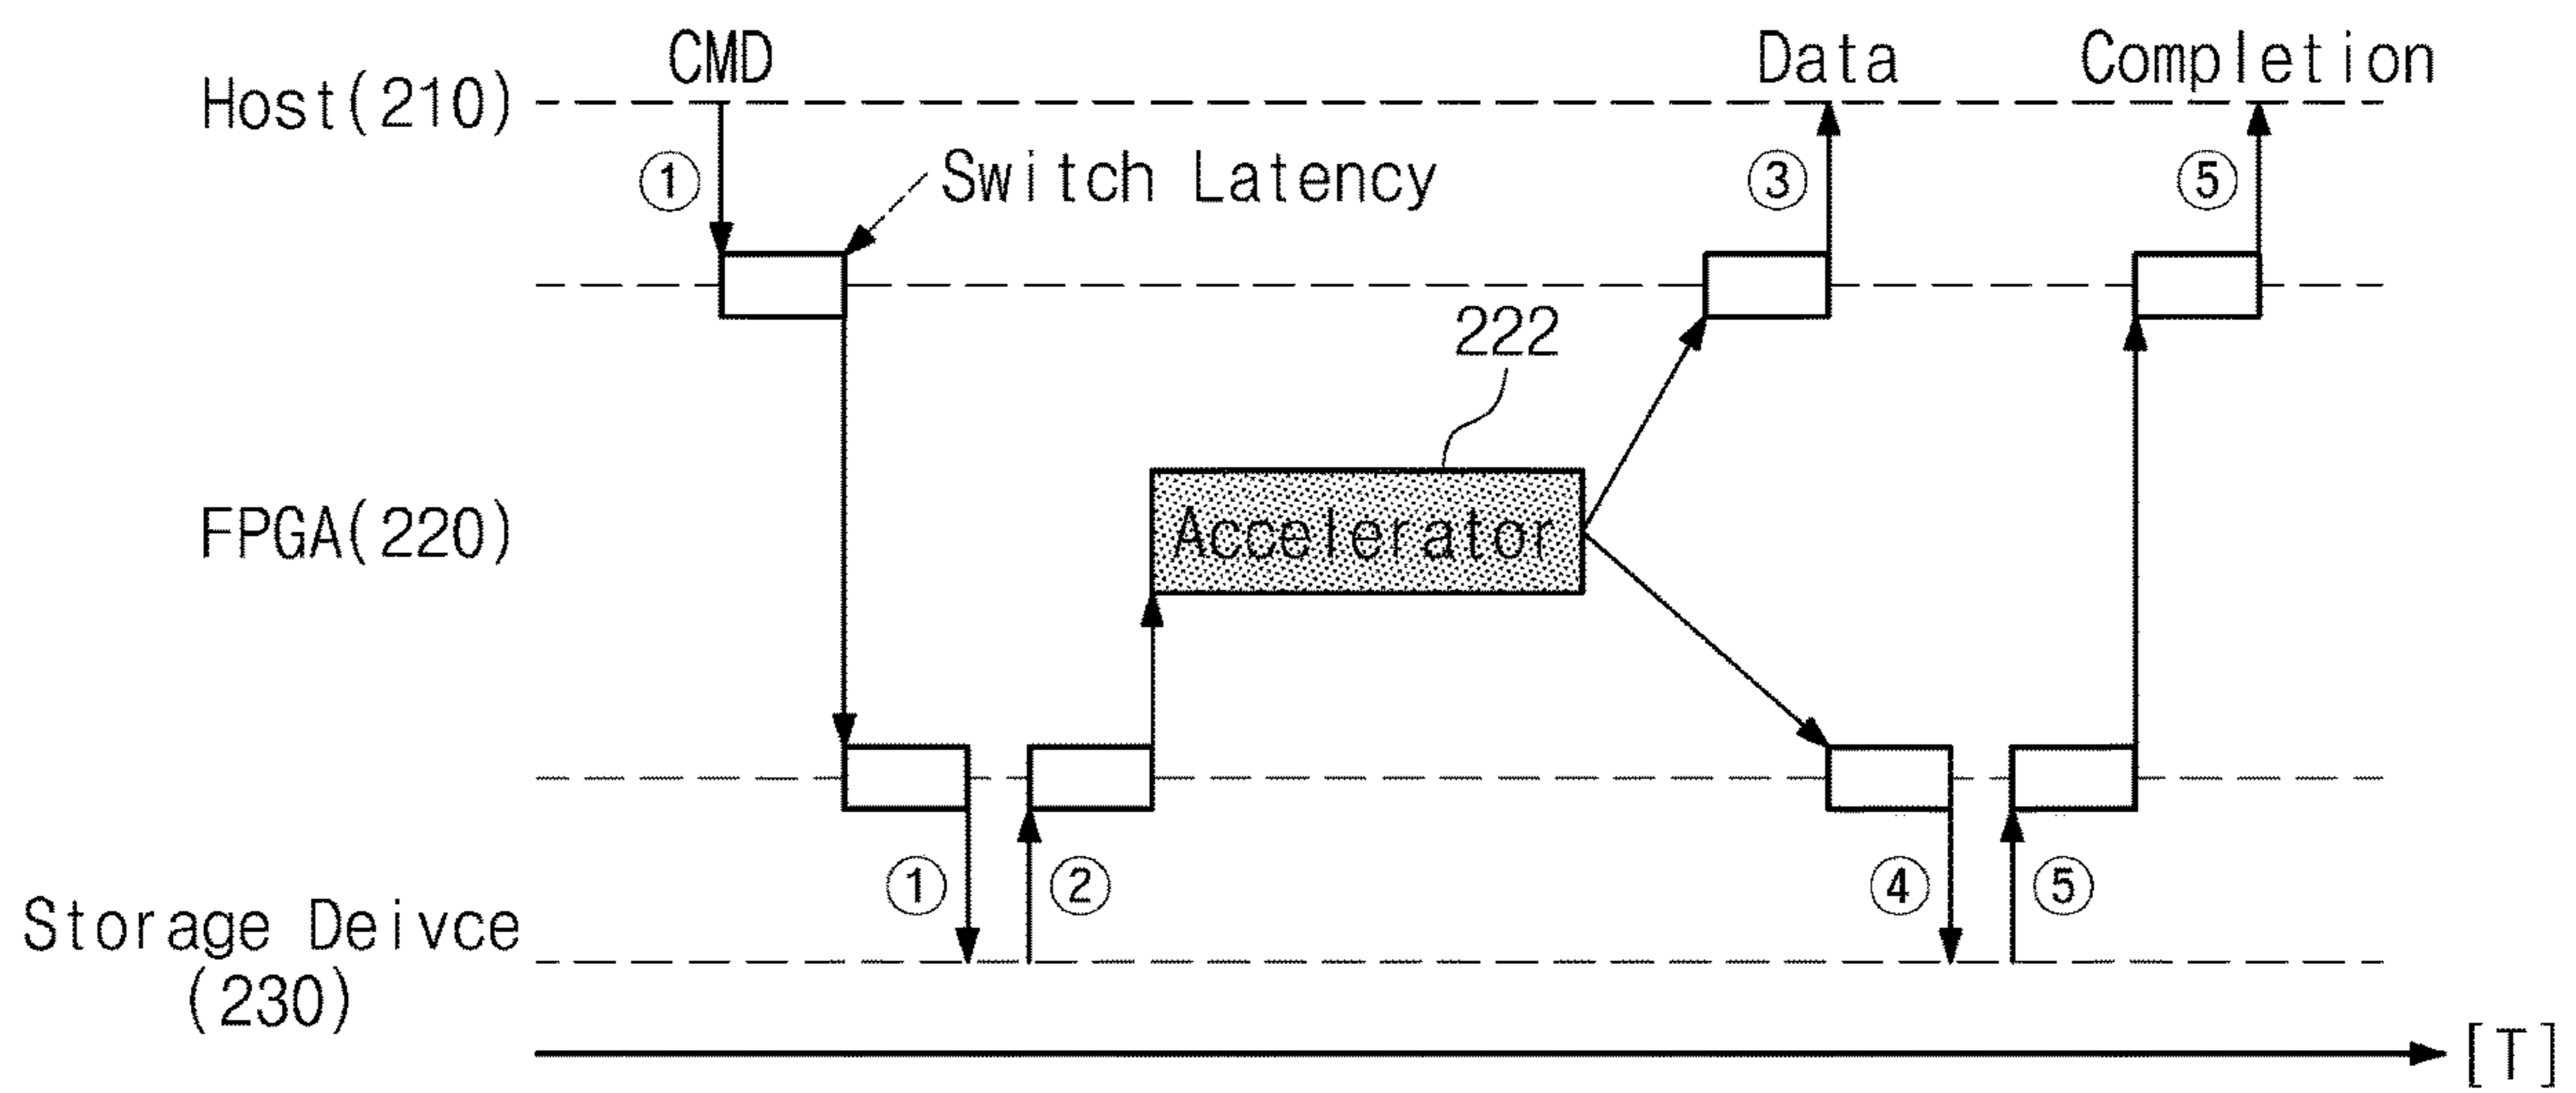 CMD
Data
Completion
Host(210)
①
Switch Latency
③
⑤
222
FPGA(220)
Accelerator
①
②
④
⑤
Storage Deivce
(230)
[T]